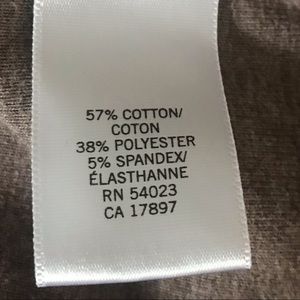 57% COTTON/
COTON
38% POLYESTER
5% SPANDEX/
ÉLASTHANNE
RN 54023
CA 17897